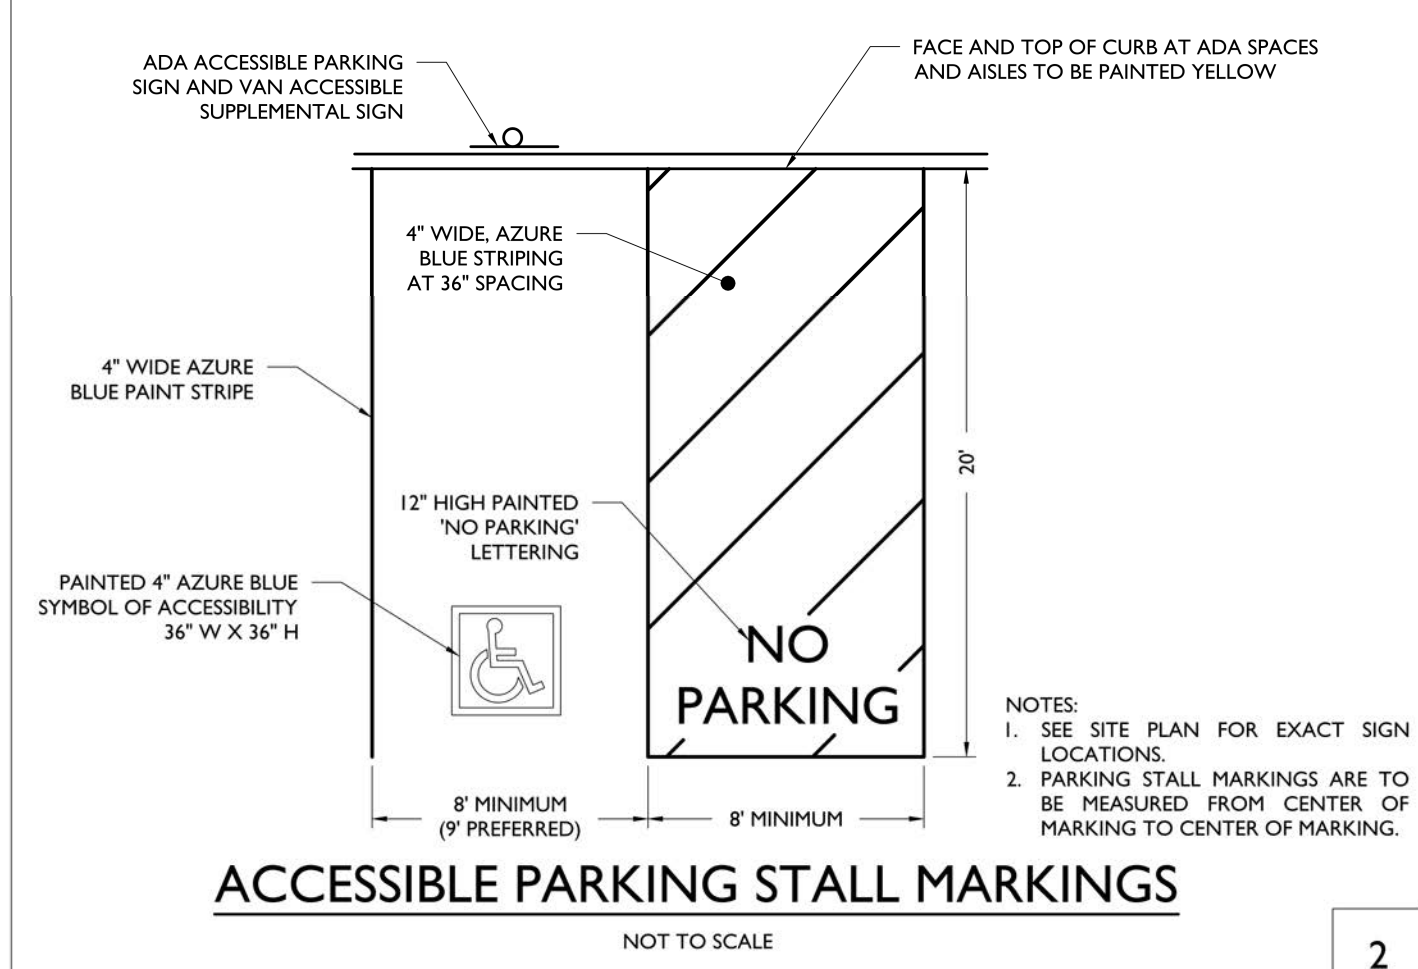 ADA ACCESSIBLE PARKING
SIGN AND VAN ACCESSIBLE
SUPPLEMENTAL SIGN
FACE AND TOP OF CURB AT ADA SPACES
AND AISLES TO BE PAINTED YELLOW
4" WIDE, AZURE
BLUE STRIPING
AT 36" SPACING
4" WIDE AZURE
BLUE PAINT STRIPE
20'
12" HIGH PAINTED
'NO PARKING'
LETTERING
PAINTED 4" AZURE BLUE
SYMBOL OF ACCESSIBILITY
36" W X 36" H
NO
PARKING
NOTES:
1. SEE SITE PLAN FOR EXACT SIGN
LOCATIONS.
2. PARKING STALL MARKINGS ARE TO
BE MEASURED FROM CENTER OF
MARKING TO CENTER OF MARKING.
8' MINIMUM
(9' PREFERRED)
8' MINIMUM
ACCESSIBLE PARKING STALL MARKINGS
NOT TO SCALE
2